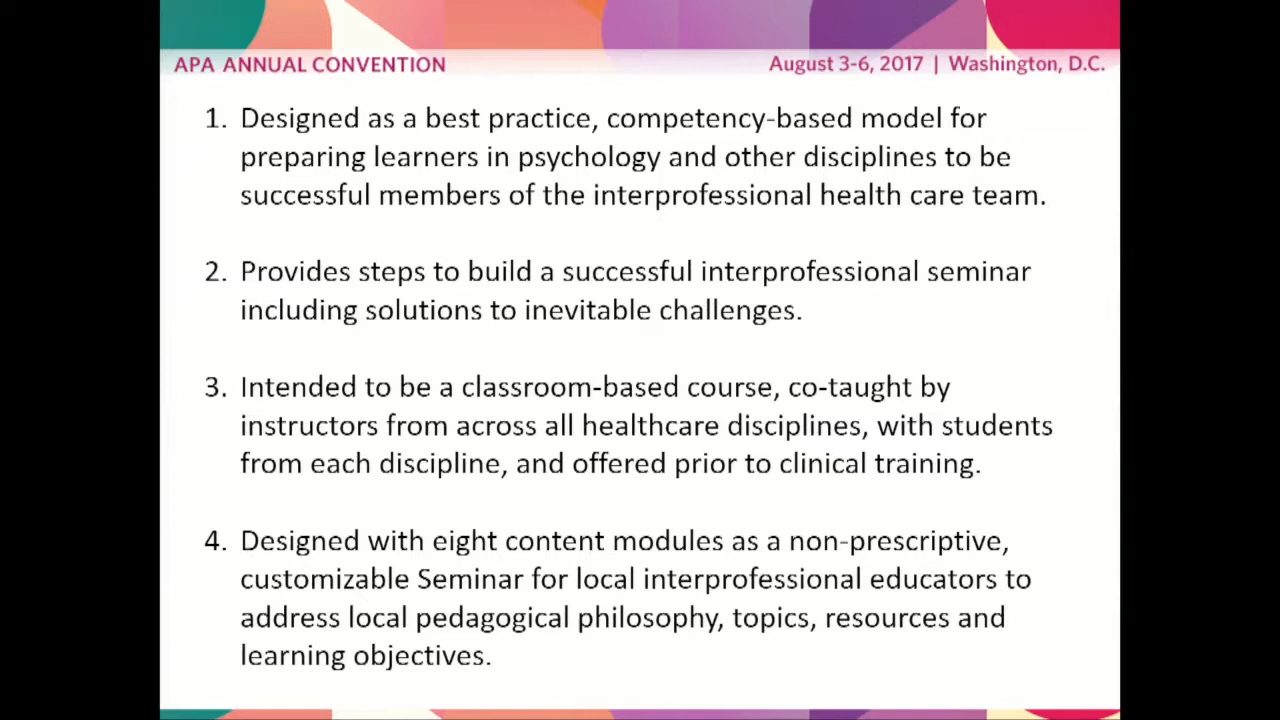 APA ANNUAL CONVENTION
August 3-6, 2017 | Washington, D.C.
1. Designed as a best practice, competency-based model for
preparing learners in psychology and other disciplines to be
successful members of the interprofessional health care team.
2. Provides steps to build a successful interprofessional seminar
including solutions to inevitable challenges.
3. Intended to be a classroom-based course, co-taught by
instructors from across all healthcare disciplines, with students
from each discipline, and offered prior to clinical training.
4. Designed with eight content modules as a non-prescriptive,
customizable Seminar for local interprofessional educators to
address local pedagogical philosophy, topics, resources and
learning objectives.